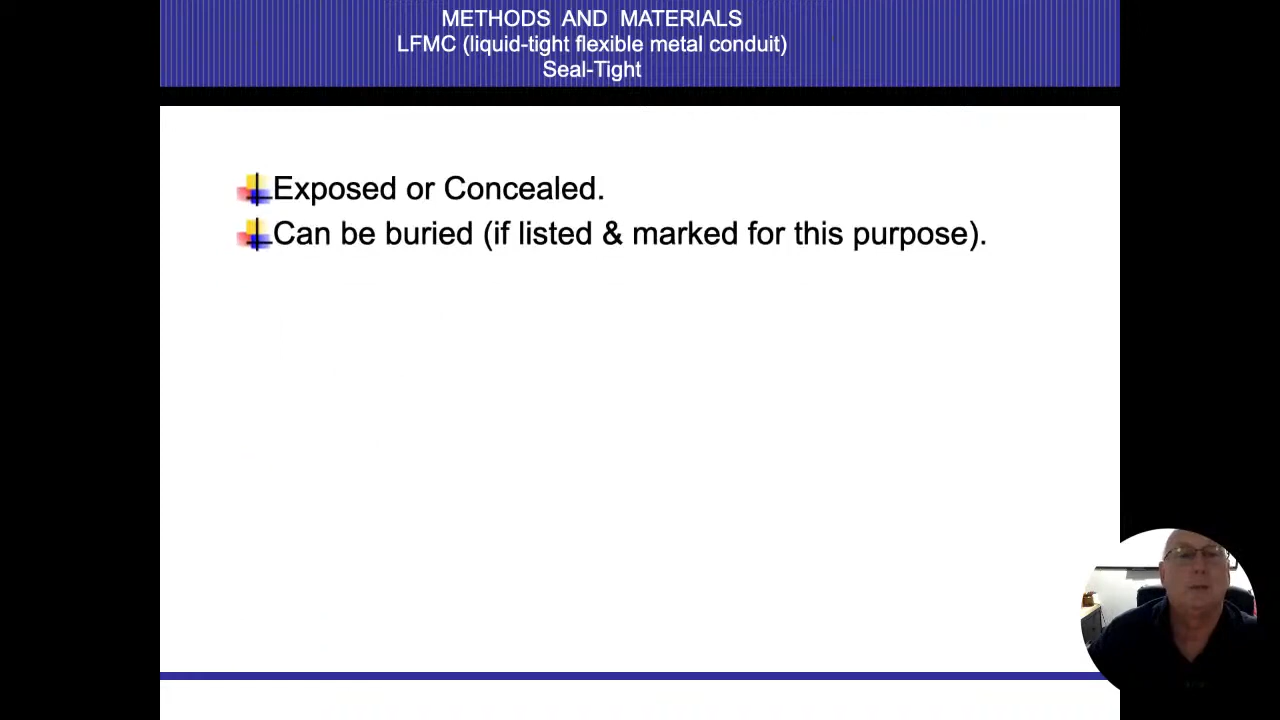 METHODS AND MATERIALS
LFMC (liquid-tight flexible metal conduit)
Seal-Tight
Exposed or Concealed.
Can be buried (if listed & marked for this purpose).